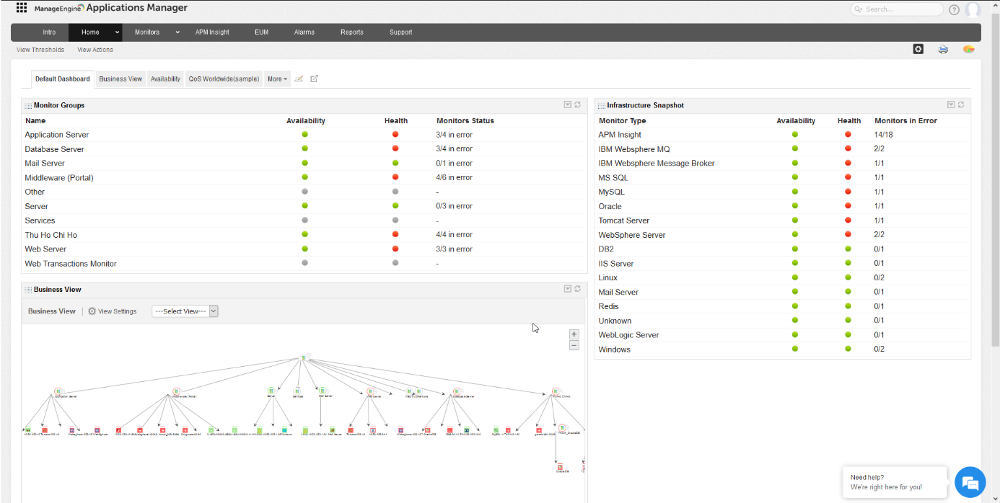 ManageEngine Applications Manager
Search...
?
Intro Home Monitors APM Insight EUM Alarms Reports Support
View Thresholds View Actions
Default Dashboard Business View Availability QoS Worldwide(sample) More
Monitor Groups
Name Availability Health Monitors Status
Application Server 3/4 in error
Database Server 3/4 in error
Mail Server 0/1 in error
Middleware (Portal) 4/6 in error
Other -
Server 0/3 in error
Services -
Thu Ho Chi Ho 4/4 in error
Web Server 3/3 in error
Web Transactions Monitor -
Infrastructure Snapshot
Monitor Type Availability Health Monitors in Error
APM Insight 14/18
IBM Websphere MQ 2/2
IBM Websphere Message Broker 1/1
MS SQL 1/1
MySQL 1/1
Oracle 1/1
Tomcat Server 1/1
WebSphere Server 2/2
DB2 0/1
IIS Server 0/1
Linux 0/2
Mail Server 0/1
Redis 0/1
Unknown 0/1
WebLogic Server 0/1
Windows 0/2
Business View
Business View View Settings ---Select View---
+
−
Server Services Mail Server
Mail Server
Need help?
We're right here for you!